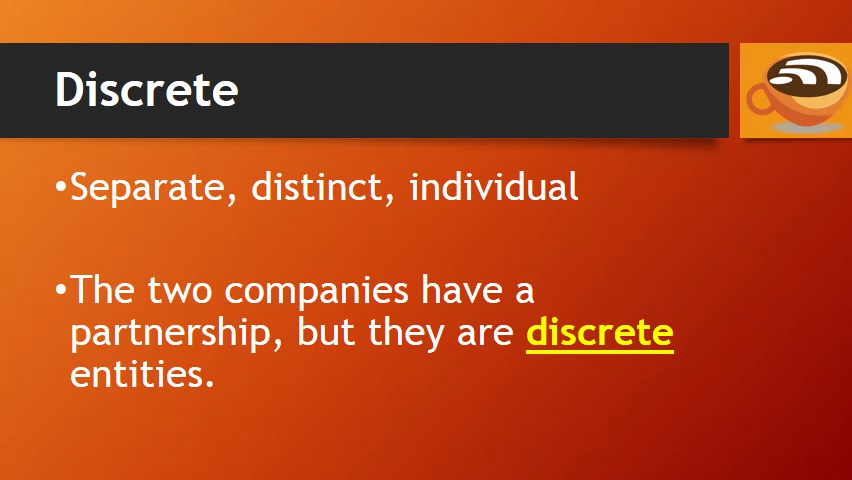 Discrete
•Separate, distinct, individual
•The two companies have a
partnership, but they are discrete
entities.